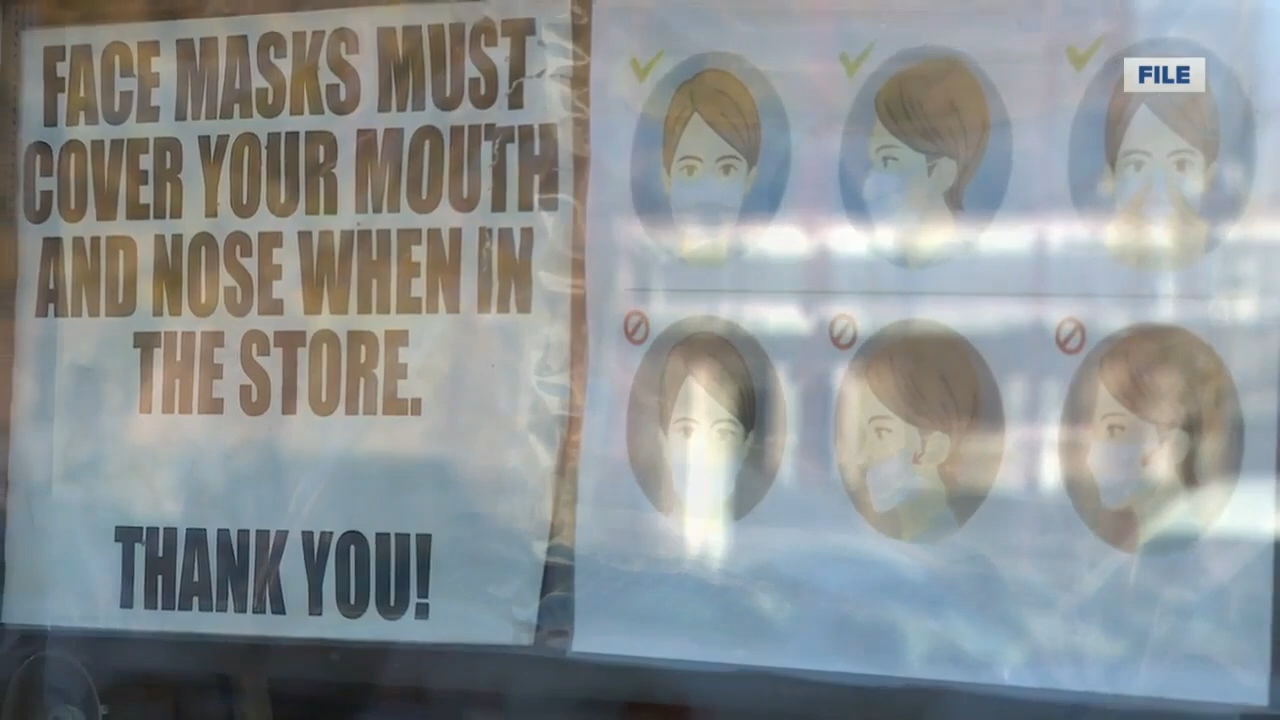 FACE MASKS MUST
COVER YOUR MOUTH
AND NOSE WHEN IN
THE STORE.
THANK YOU!
FILE